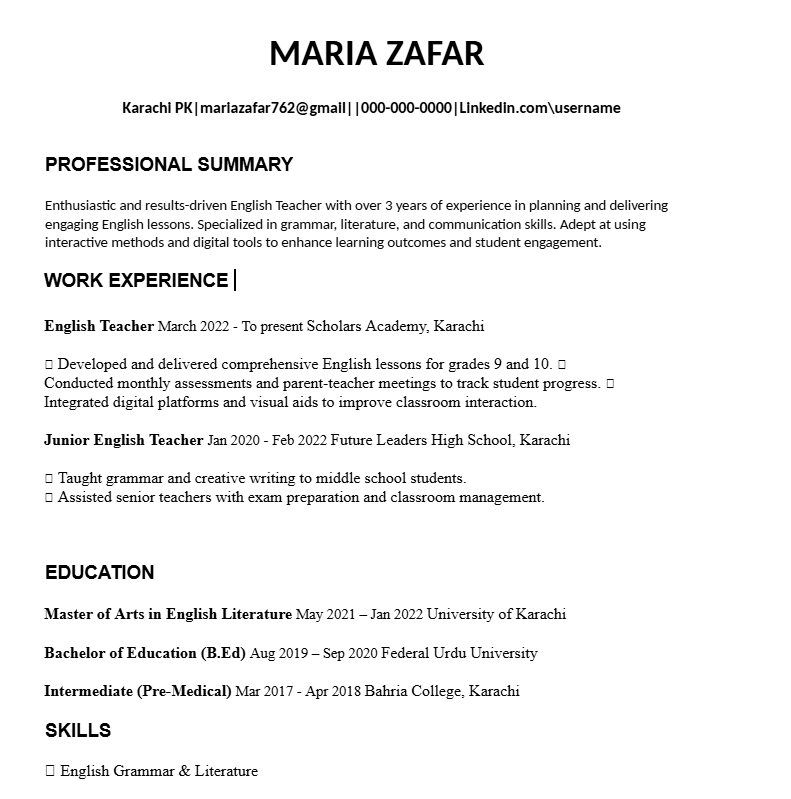 MARIA ZAFAR
Karachi PK|mariazafar762@gmail||000-000-0000|Linkedin.com\username
PROFESSIONAL SUMMARY
Enthusiastic and results-driven English Teacher with over 3 years of experience in planning and delivering
engaging English lessons. Specialized in grammar, literature, and communication skills. Adept at using
interactive methods and digital tools to enhance learning outcomes and student engagement.
WORK EXPERIENCE
English Teacher March 2022 - To present Scholars Academy, Karachi
▯ Developed and delivered comprehensive English lessons for grades 9 and 10. ▯
Conducted monthly assessments and parent-teacher meetings to track student progress. ▯
Integrated digital platforms and visual aids to improve classroom interaction.
Junior English Teacher Jan 2020 - Feb 2022 Future Leaders High School, Karachi
▯ Taught grammar and creative writing to middle school students.
▯ Assisted senior teachers with exam preparation and classroom management.
EDUCATION
Master of Arts in English Literature May 2021 – Jan 2022 University of Karachi
Bachelor of Education (B.Ed) Aug 2019 – Sep 2020 Federal Urdu University
Intermediate (Pre-Medical) Mar 2017 - Apr 2018 Bahria College, Karachi
SKILLS
▯ English Grammar & Literature